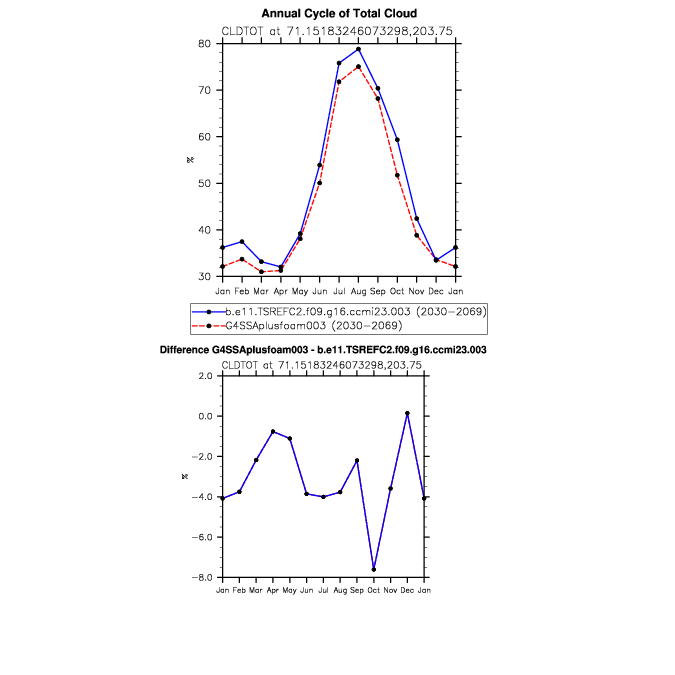 Annual Cycle of Total Cloud
CLDTOT at 71.15183246073298,203.75
80
70
60
50
40
30
%
Jan Feb Mar Apr May Jun Jul Aug Sep Oct Nov Dec Jan
b.e11.TSREFC2.f09.g16.ccmi23.003 (2030-2069)
G4SSAplusfoam003 (2030-2069)
Difference G4SSAplusfoam003 - b.e11.TSREFC2.f09.g16.ccmi23.003
CLDTOT at 71.15183246073298,203.75
2.0
0.0
-2.0
-4.0
-6.0
-8.0
%
Jan Feb Mar Apr May Jun Jul Aug Sep Oct Nov Dec Jan